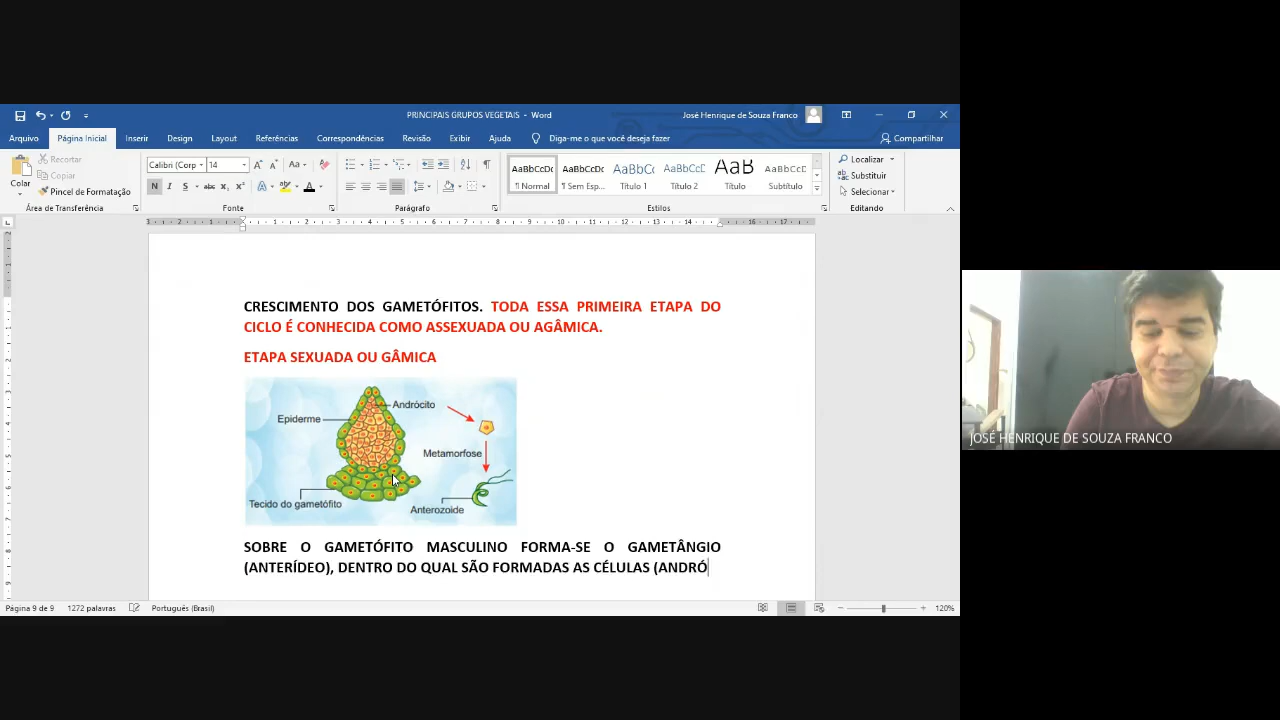 PRINCIPAIS GRUPOS VEGETAIS - Word
José Henrique de Souza Franco
Arquivo Página Inicial Inserir Design Layout Referências Correspondências Revisão Exibir Ajuda Diga-me o que você deseja fazer Compartilhar
Colar
Recortar
Copiar
Pincel de Formatação
Área de Transferência
Calibri (Corp 14
Fonte
Parágrafo
AaBbCcDc AaBbCcDc AaBbCc AaBbCcD AaB AaBbCcD
¶ Normal ¶ Sem Esp... Título 1 Título 2 Título Subtítulo
Estilos
Localizar
Substituir
Selecionar
Editando
CRESCIMENTO DOS GAMETÓFITOS. TODA ESSA PRIMEIRA ETAPA DO
CICLO É CONHECIDA COMO ASSEXUADA OU AGÂMICA.
ETAPA SEXUADA OU GÂMICA
Andrócito
Epiderme
Metamorfose
Tecido do gametófito
Anterozoide
SOBRE O GAMETÓFITO MASCULINO FORMA-SE O GAMETÂNGIO
(ANTERÍDEO), DENTRO DO QUAL SÃO FORMADAS AS CÉLULAS (ANDRÓ
Página 9 de 9 1272 palavras Português (Brasil) 120%
JOSÉ HENRIQUE DE SOUZA FRANCO